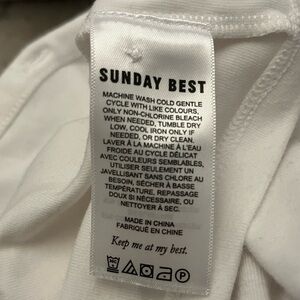 SUNDAY BEST
MACHINE WASH COLD GENTLE
CYCLE WITH LIKE COLOURS,
ONLY NON-CHLORINE BLEACH
WHEN NEEDED, TUMBLE DRY
LOW, COOL IRON ONLY IF
NEEDED, OR DRY CLEAN.
LAVER À LA MACHINE À L'EAU
FROIDE AU CYCLE DÉLICAT
AVEC COULEURS SEMBLABLES,
UTILISER SEULEMENT UN
JAVELLISANT SANS CHLORE AU
BESOIN, SÉCHER À BASSE
TEMPÉRATURE, REPASSAGE
DOUX SI NÉCESSAIRE, OU
NETTOYER À SEC.
MADE IN CHINA
FABRIQUÉ EN CHINE
Keep me at my best.
P